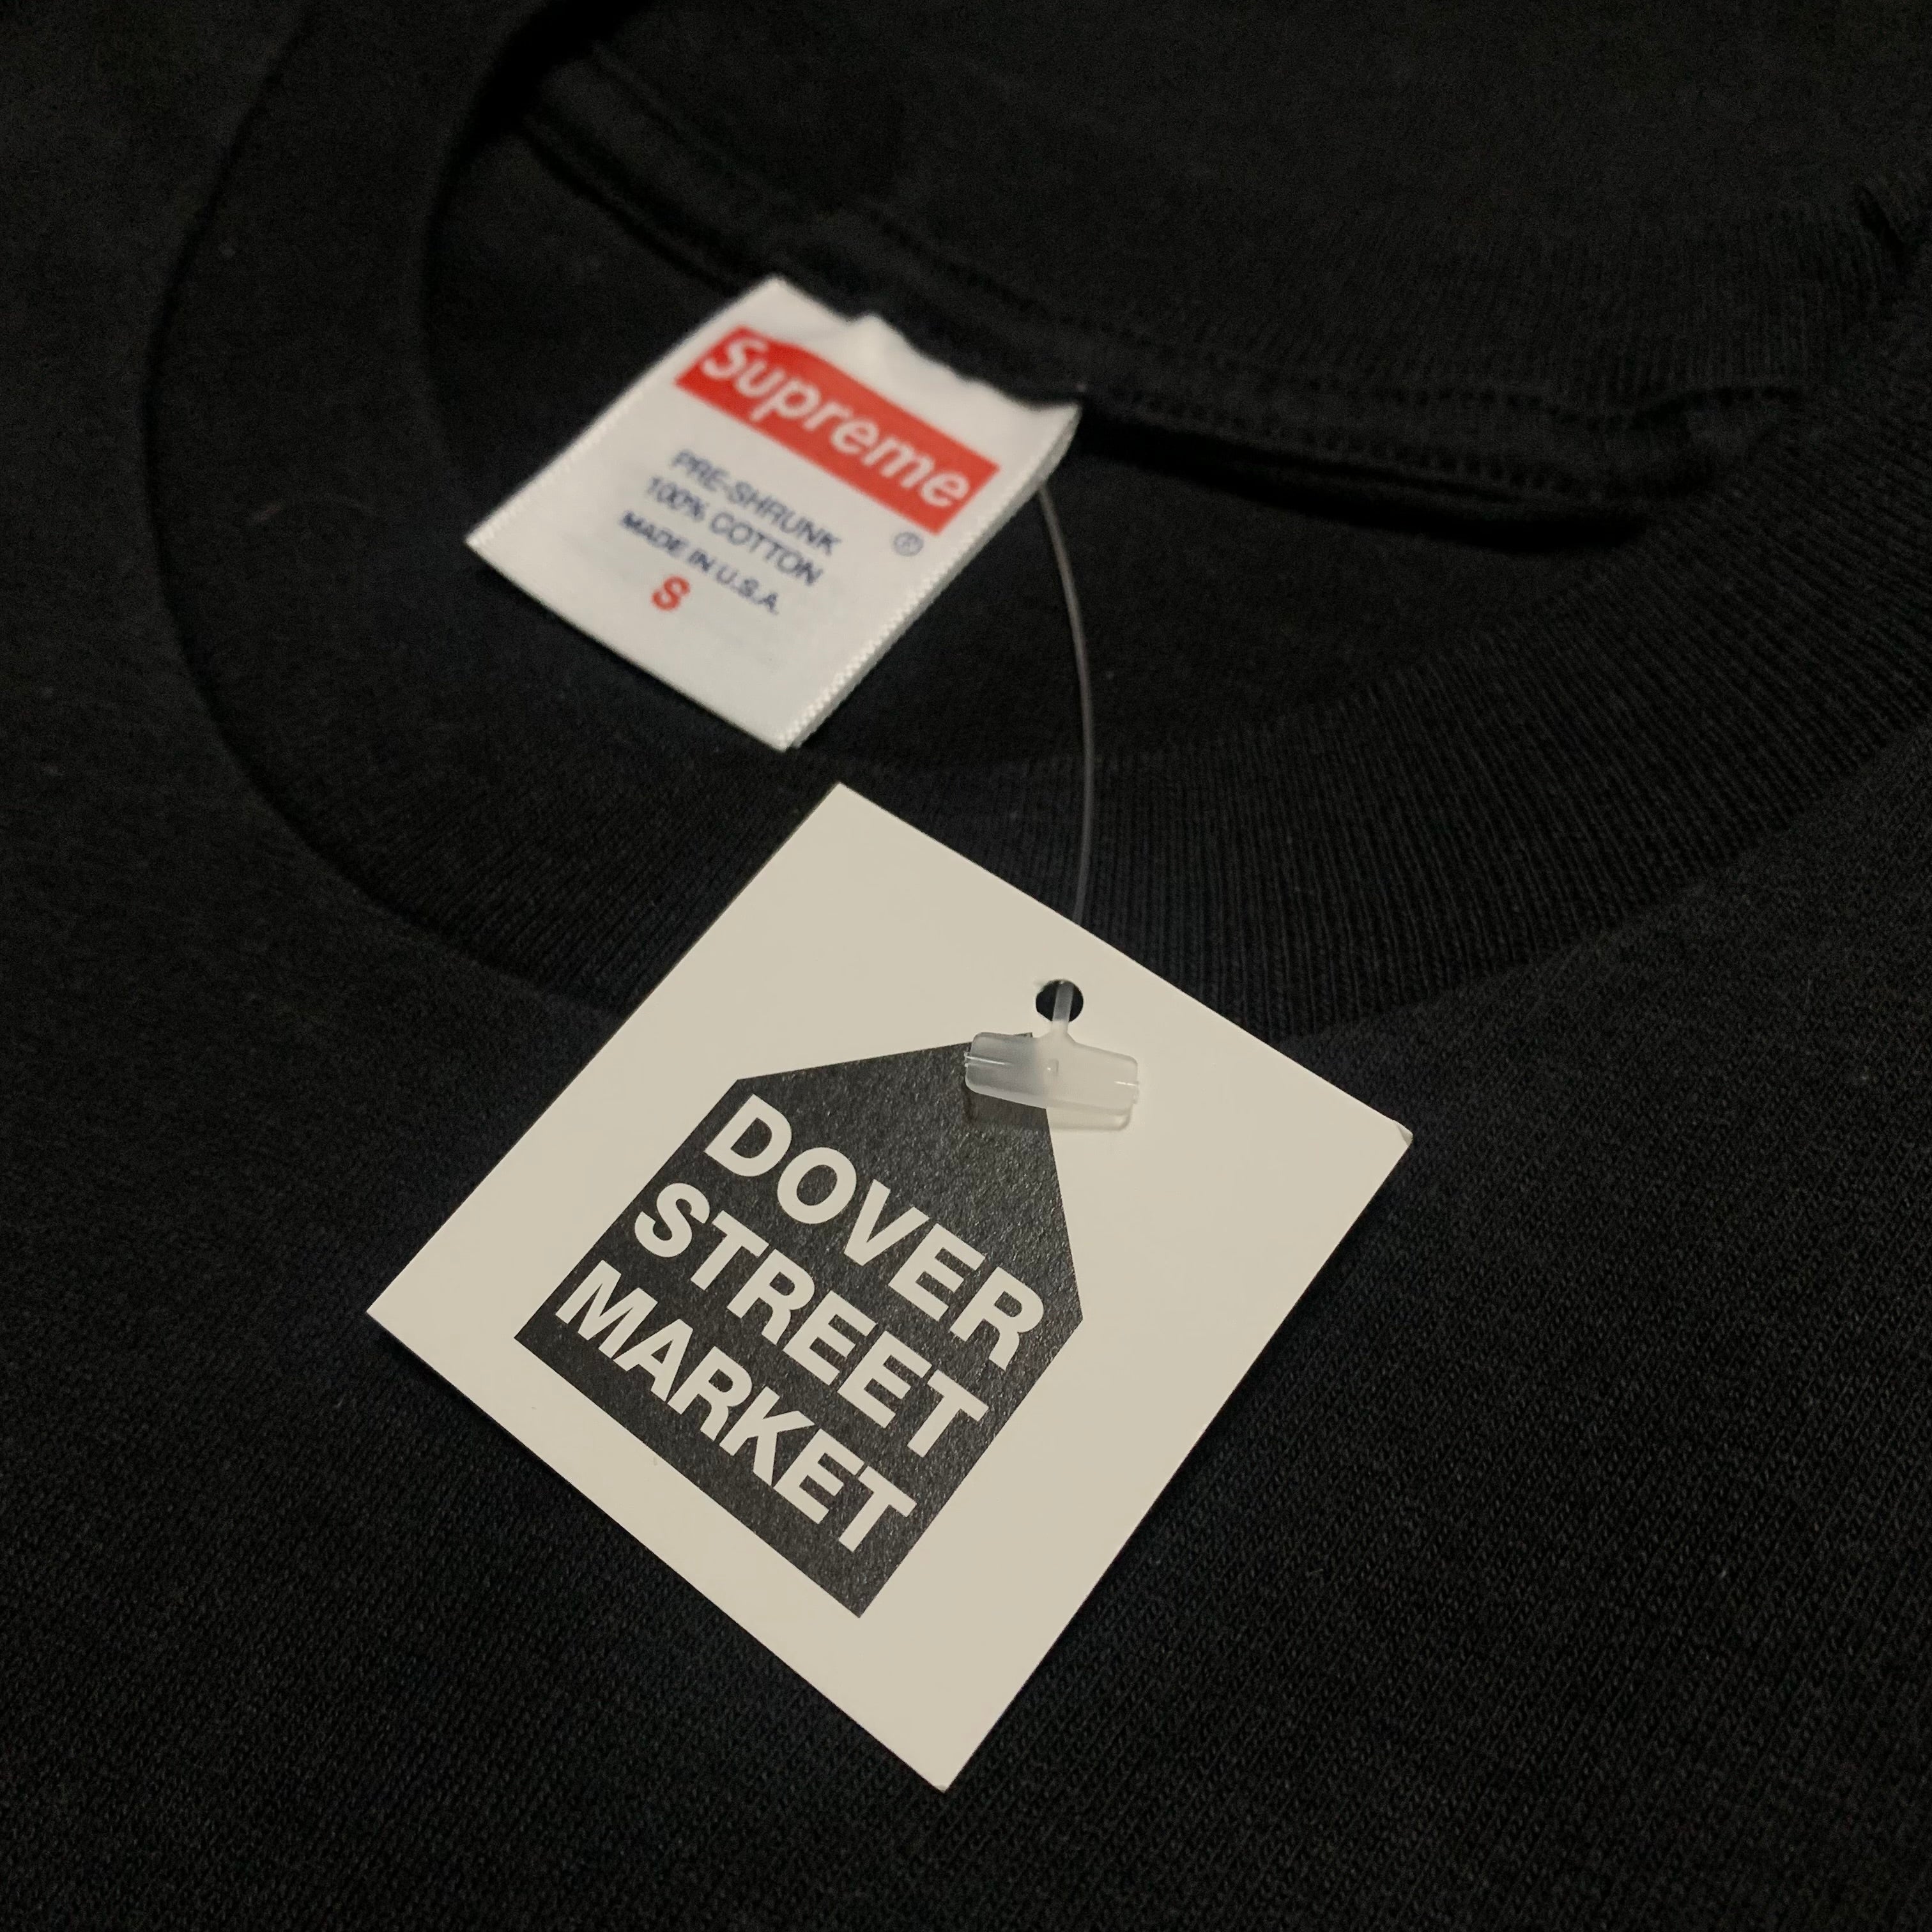 Supreme
®
PRE-SHRUNK
100% COTTON
MADE IN U.S.A.
S
DOVER
STREET
MARKET